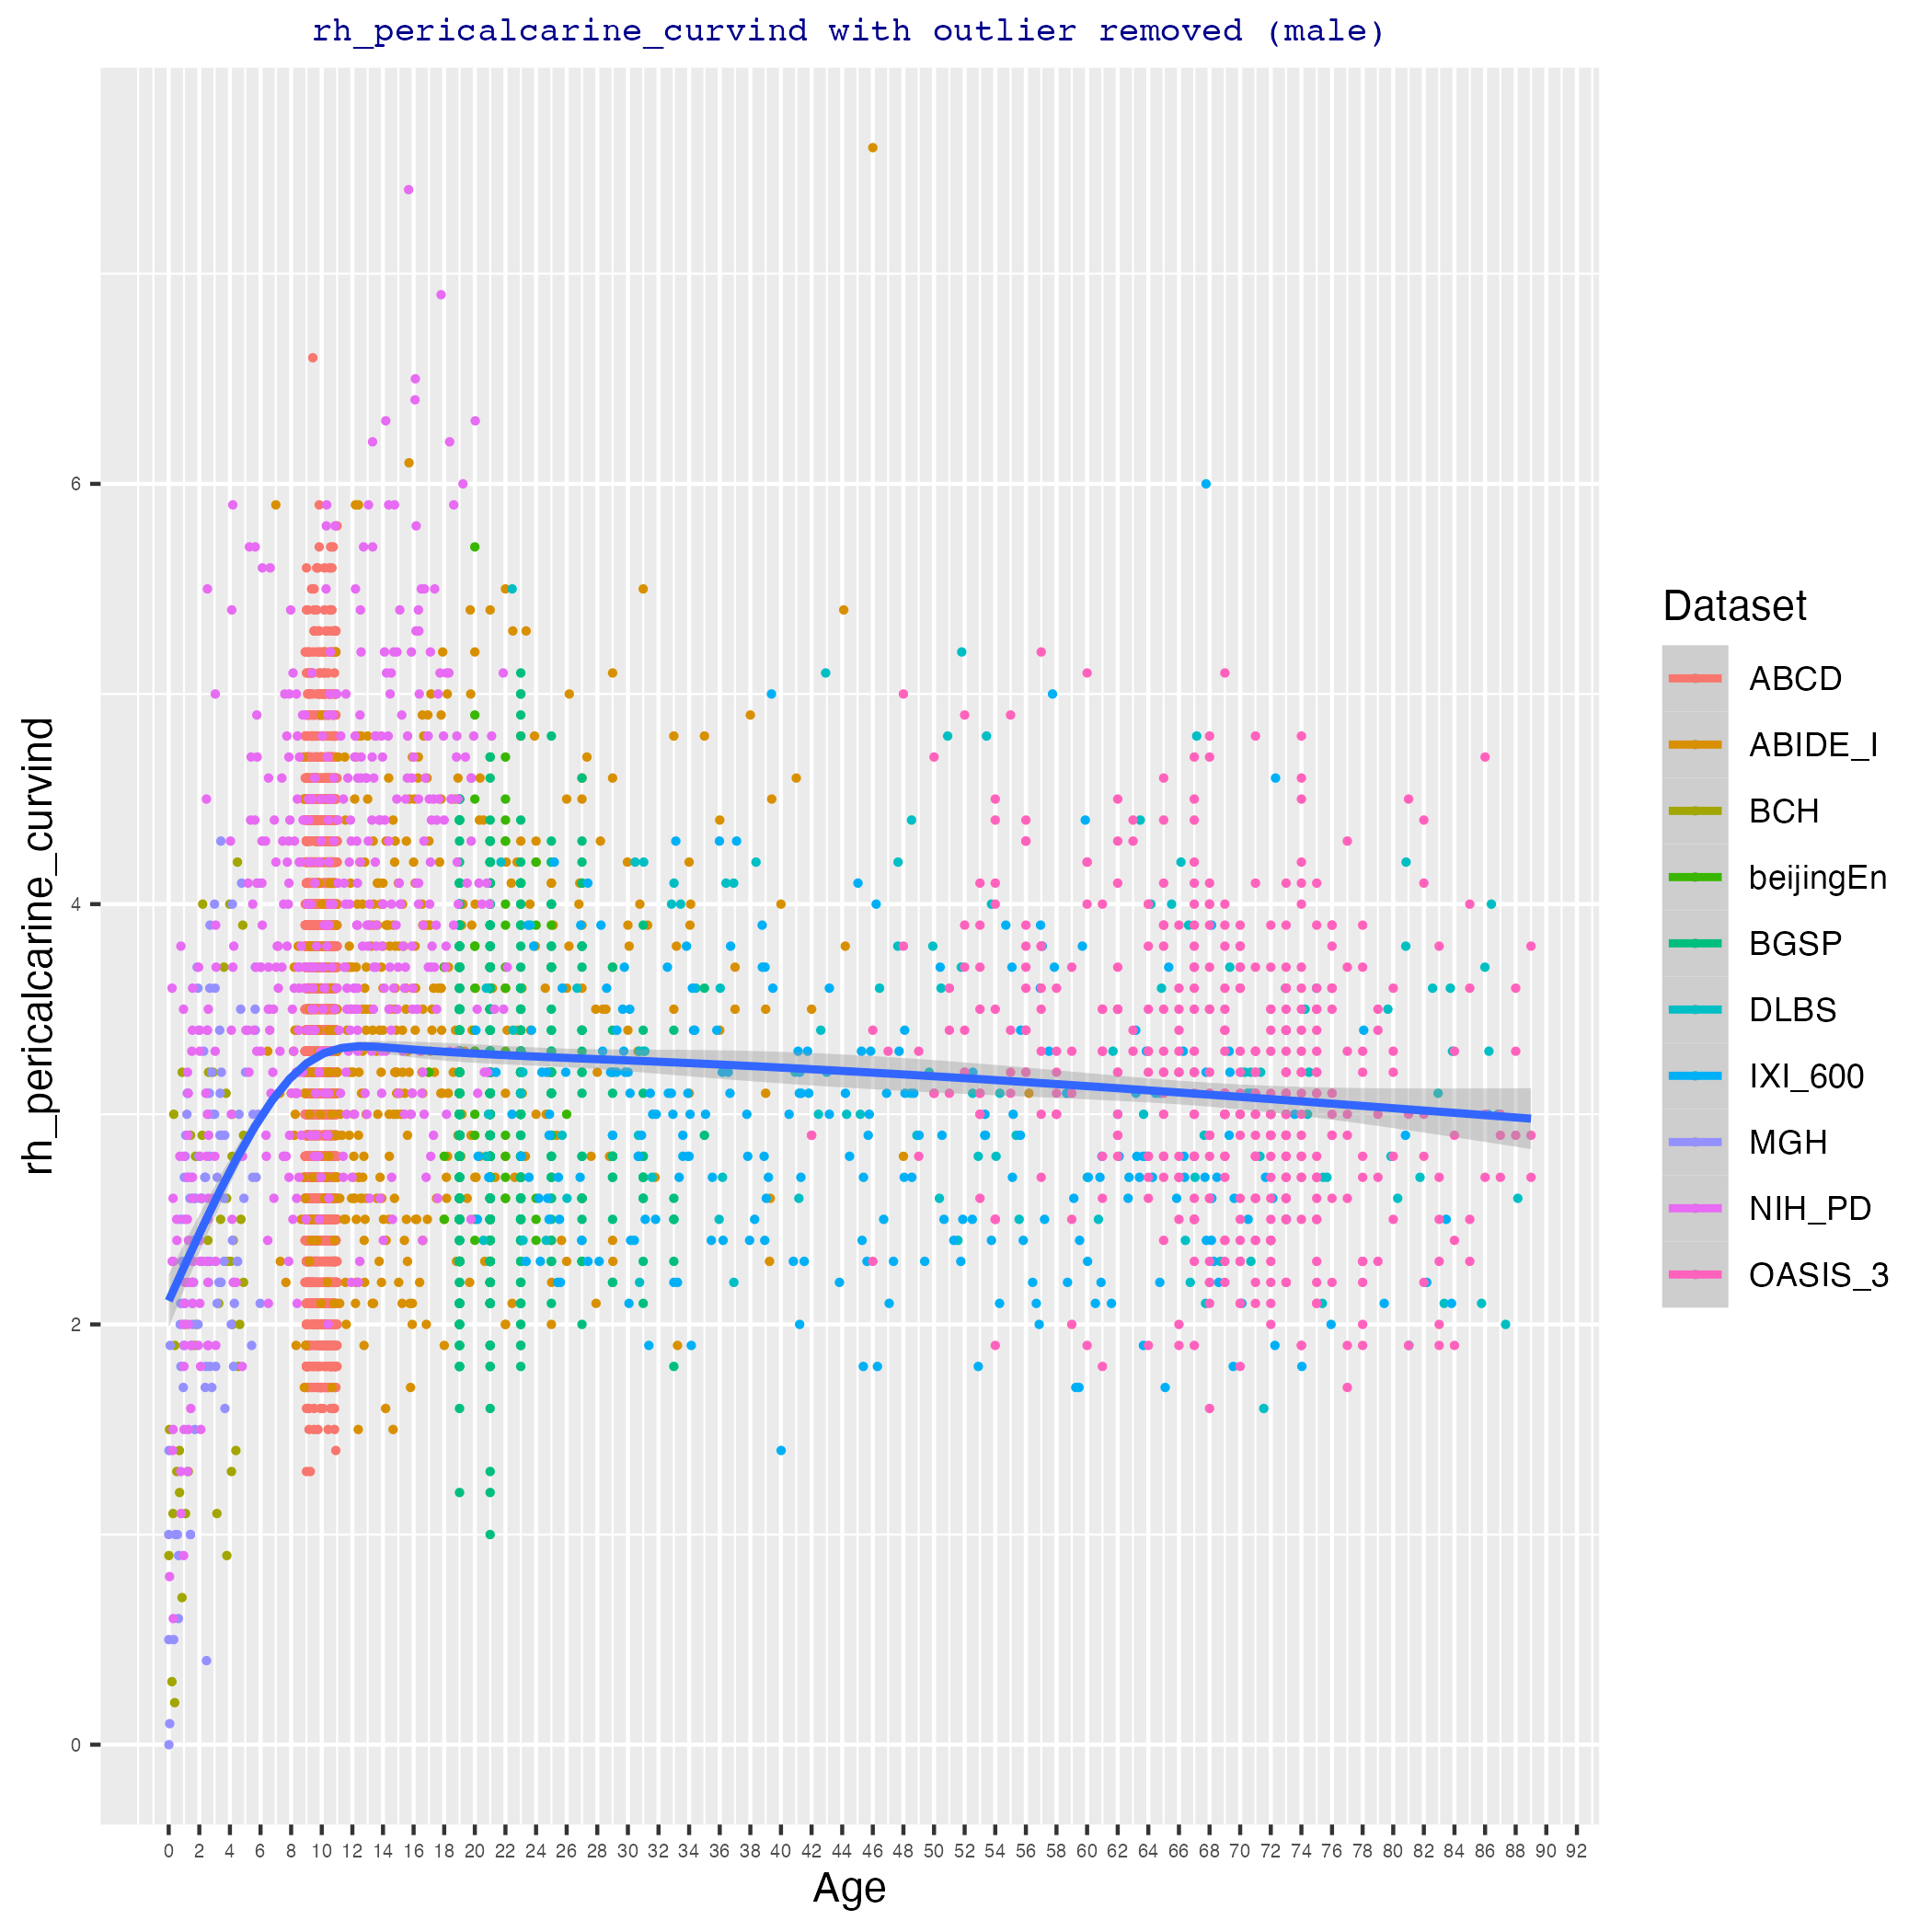 rh_pericalcarine_curvind with outlier removed (male)
rh_pericalcarine_curvind
6
4
2
0
0 2 4 6 8 10 12 14 16 18 20 22 24 26 28 30 32 34 36 38 40 42 44 46 48 50 52 54 56 58 60 62 64 66 68 70 72 74 76 78 80 82 84 86 88 90 92
Age
Dataset
ABCD
ABIDE_I
BCH
beijingEn
BGSP
DLBS
IXI_600
MGH
NIH_PD
OASIS_3